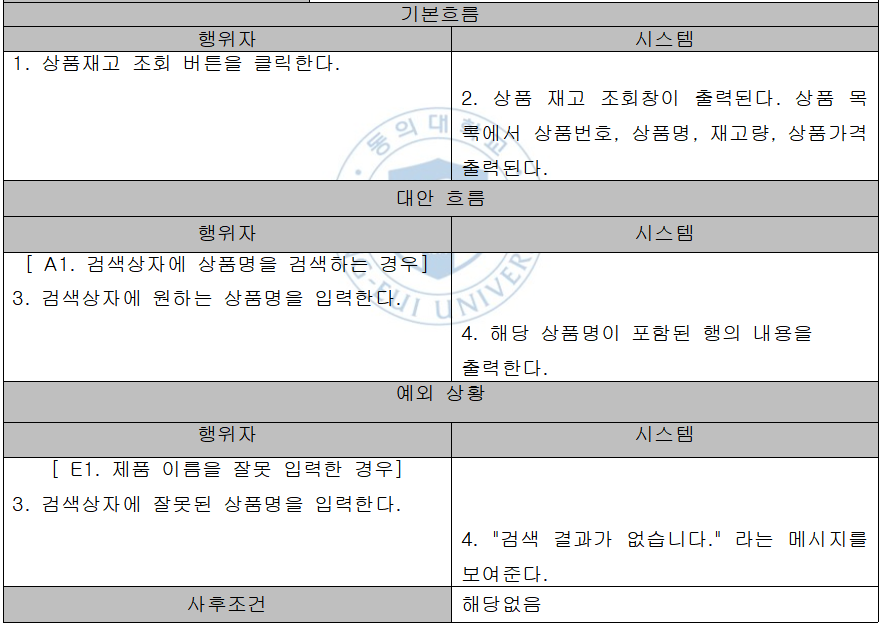 기본흐름
행위자 시스템
1. 상품재고 조회 버튼을 클릭한다.
2. 상품 재고 조회창이 출력된다. 상품 목
록에서 상품번호, 상품명, 재고량, 상품가격
출력된다.
동의대학교
대안 흐름
행위자 시스템
[ A1. 검색상자에 상품명을 검색하는 경우]
3. 검색상자에 원하는 상품명을 입력한다.
G-EUI UNIVER
4. 해당 상품명이 포함된 행의 내용을
출력한다.
예외 상황
행위자 시스템
[ E1. 제품 이름을 잘못 입력한 경우]
3. 검색상자에 잘못된 상품명을 입력한다.
4. "검색 결과가 없습니다." 라는 메시지를
보여준다.
사후조건 해당없음